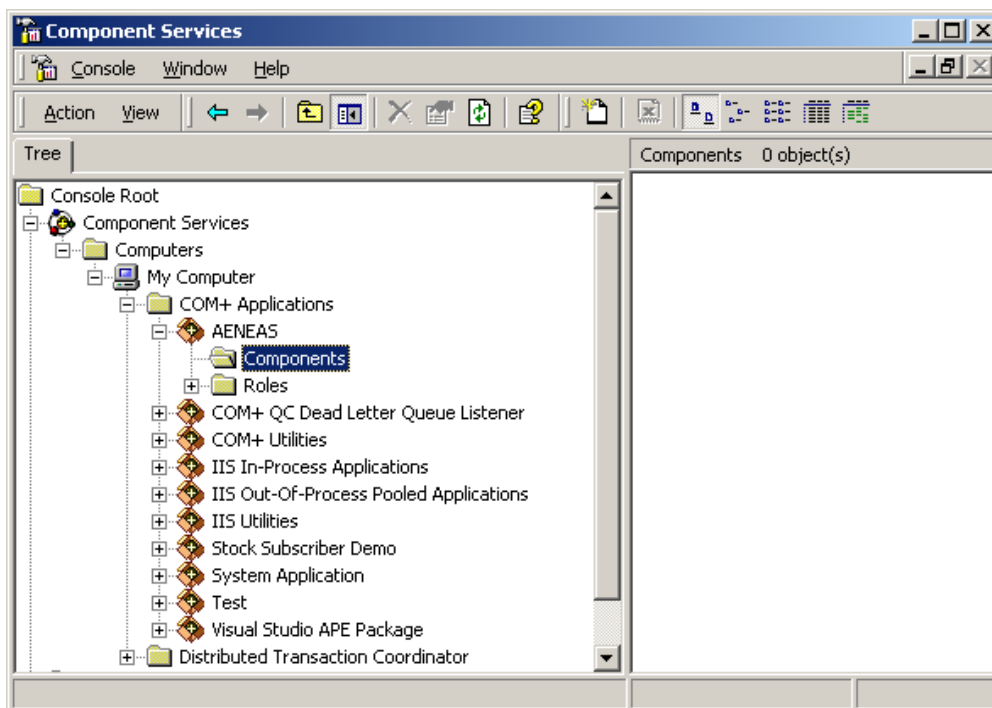 Component Services
Console Window Help
Action View
Tree
Components 0 object(s)
Console Root
Component Services
Computers
My Computer
COM+ Applications
AENEAS
Components
Roles
COM+ QC Dead Letter Queue Listener
COM+ Utilities
IIS In-Process Applications
IIS Out-Of-Process Pooled Applications
IIS Utilities
Stock Subscriber Demo
System Application
Test
Visual Studio APE Package
Distributed Transaction Coordinator